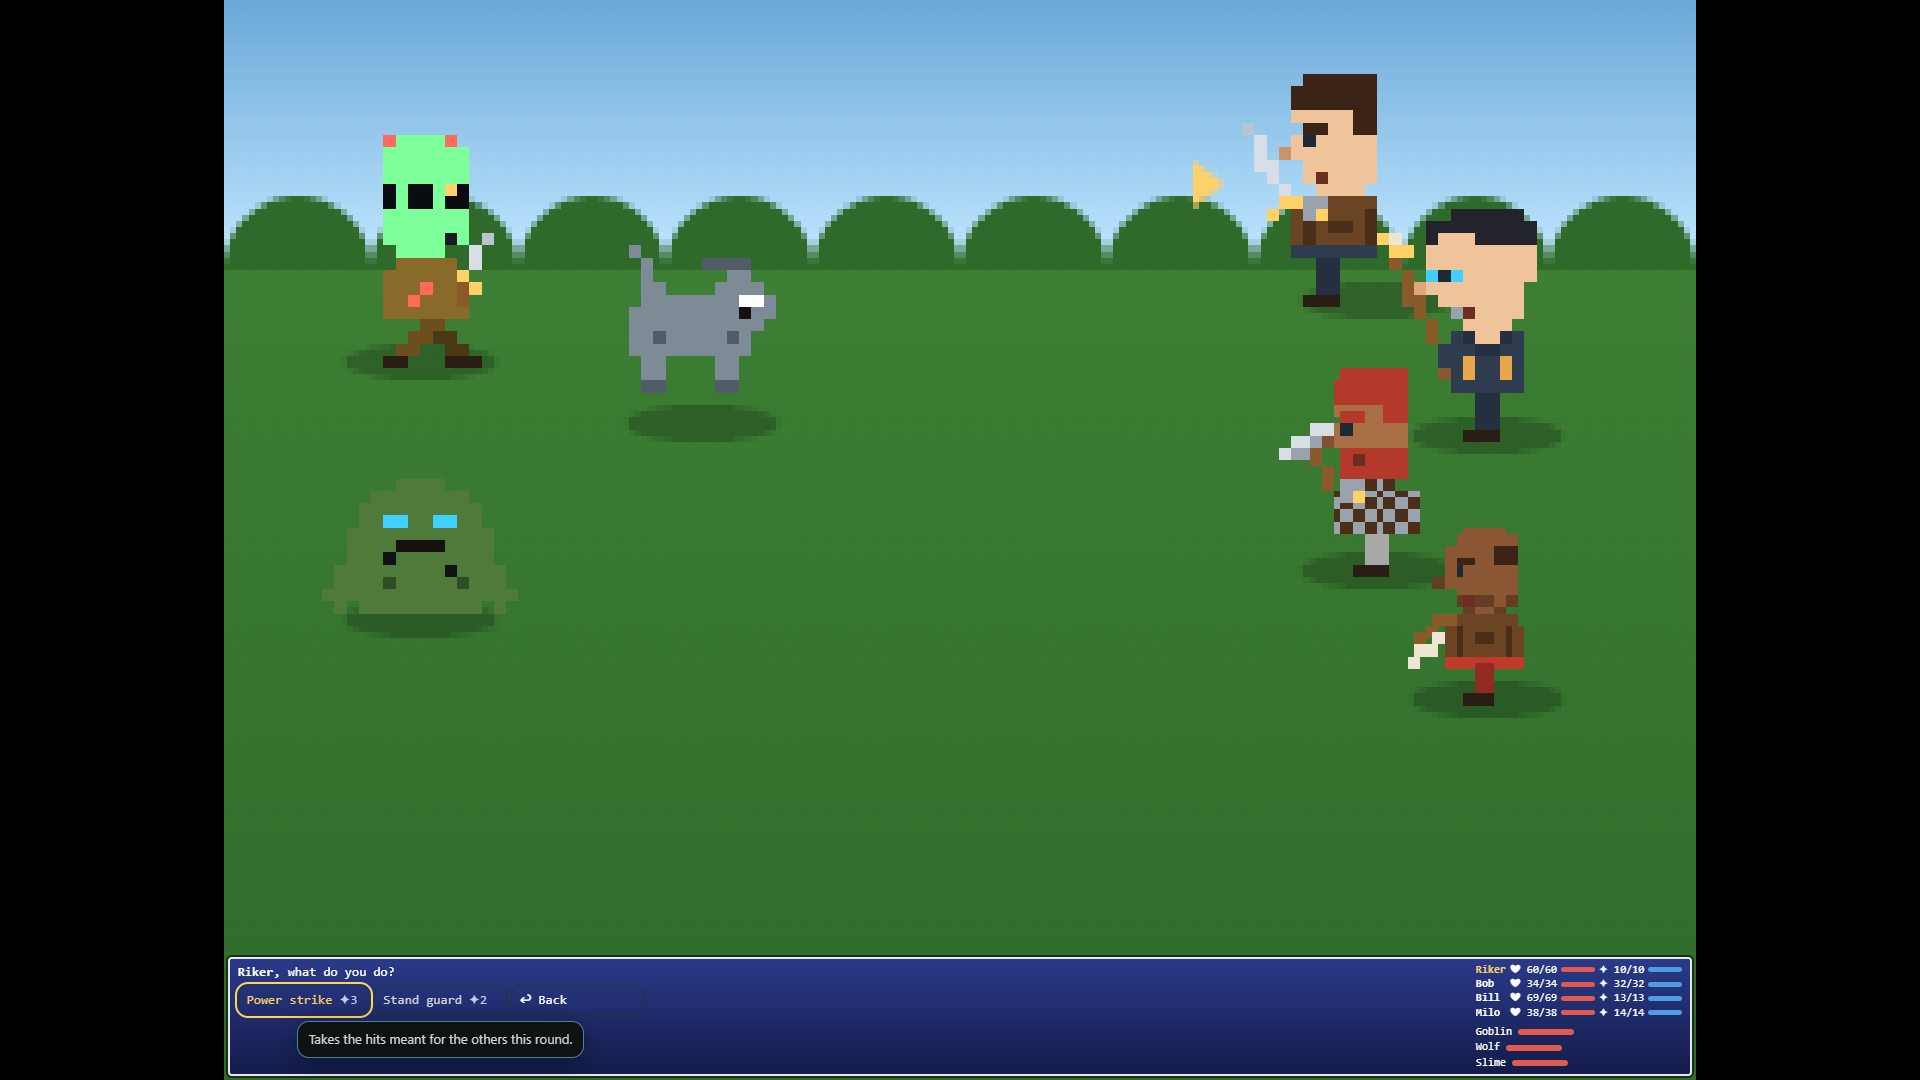 Riker, what do you do?
Power strike ✦3
Stand guard ✦2
↩ Back
Takes the hits meant for the others this round.
Riker ♥ 60/60 ✦ 10/10
Bob ♥ 34/34 ✦ 32/32
Bill ♥ 69/69 ✦ 13/13
Milo ♥ 38/38 ✦ 14/14
Goblin
Wolf
Slime